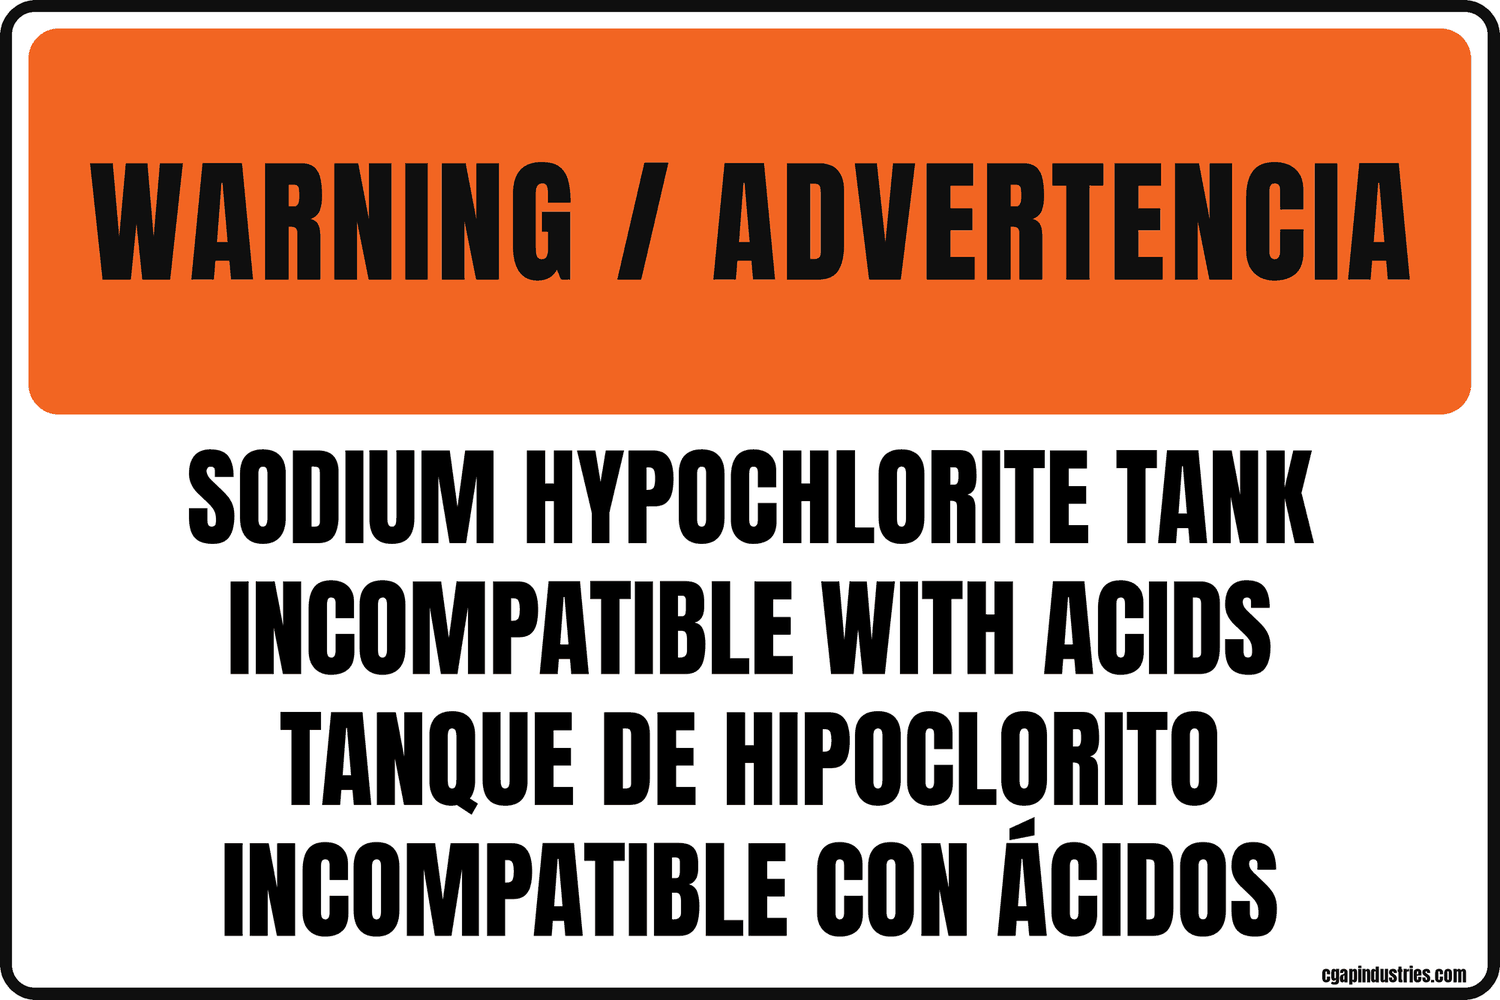 WARNING / ADVERTENCIA
SODIUM HYPOCHLORITE TANK
INCOMPATIBLE WITH ACIDS
TANQUE DE HIPOCLORITO
INCOMPATIBLE CON ÁCIDOS
cgapindustries.com